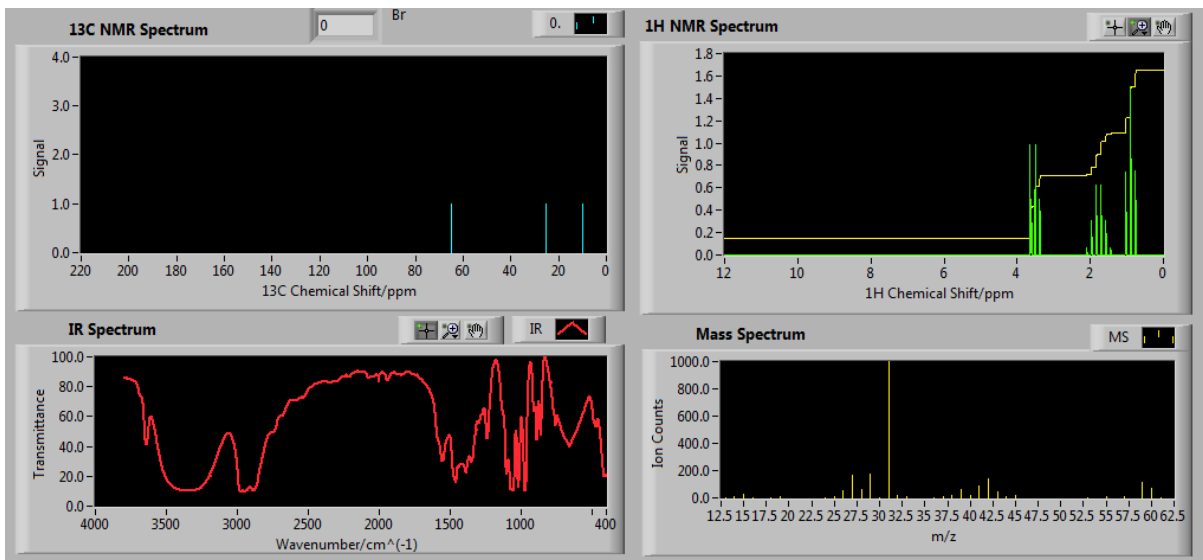 13C NMR Spectrum
0
Br
0.
Signal
4.0
3.0
2.0
1.0
0.0
220 200 180 160 140 120 100 80 60 40 20 0
13C Chemical Shift/ppm
1H NMR Spectrum
Signal
1.8
1.6
1.4
1.2
1.0
0.8
0.6
0.4
0.2
0.0
12 10 8 6 4 2 0
1H Chemical Shift/ppm
IR Spectrum
IR
Transmittance
100.0
80.0
60.0
40.0
20.0
0.0
4000 3500 3000 2500 2000 1500 1000 400
Wavenumber/cm^(-1)
Mass Spectrum
MS
Ion Counts
1000.0
800.0
600.0
400.0
200.0
0.0
12.5 15 17.5 20 22.5 25 27.5 30 32.5 35 37.5 40 42.5 45 47.5 50 52.5 55 57.5 60 62.5
m/z